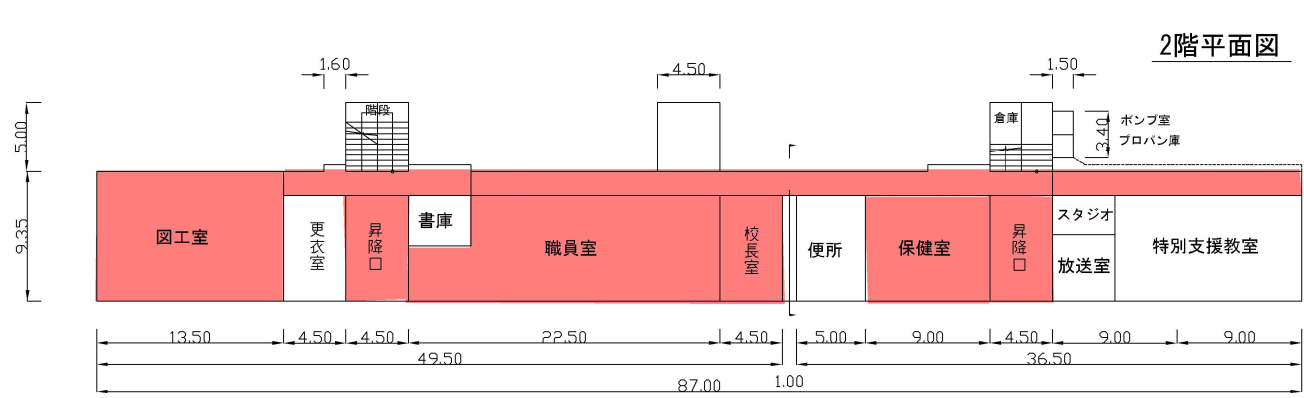 2階平面図
1.60
4.50
1.50
階段
倉庫
ポンプ室
プロパン庫
3.40
5.00
9.35
図工室
更衣室
昇降口
書庫
職員室
校長室
便所
保健室
昇降口
スタジオ
放送室
特別支援教室
13.50
4.50
4.50
22.50
4.50
5.00
9.00
4.50
9.00
9.00
49.50
36.50
87.00
1.00